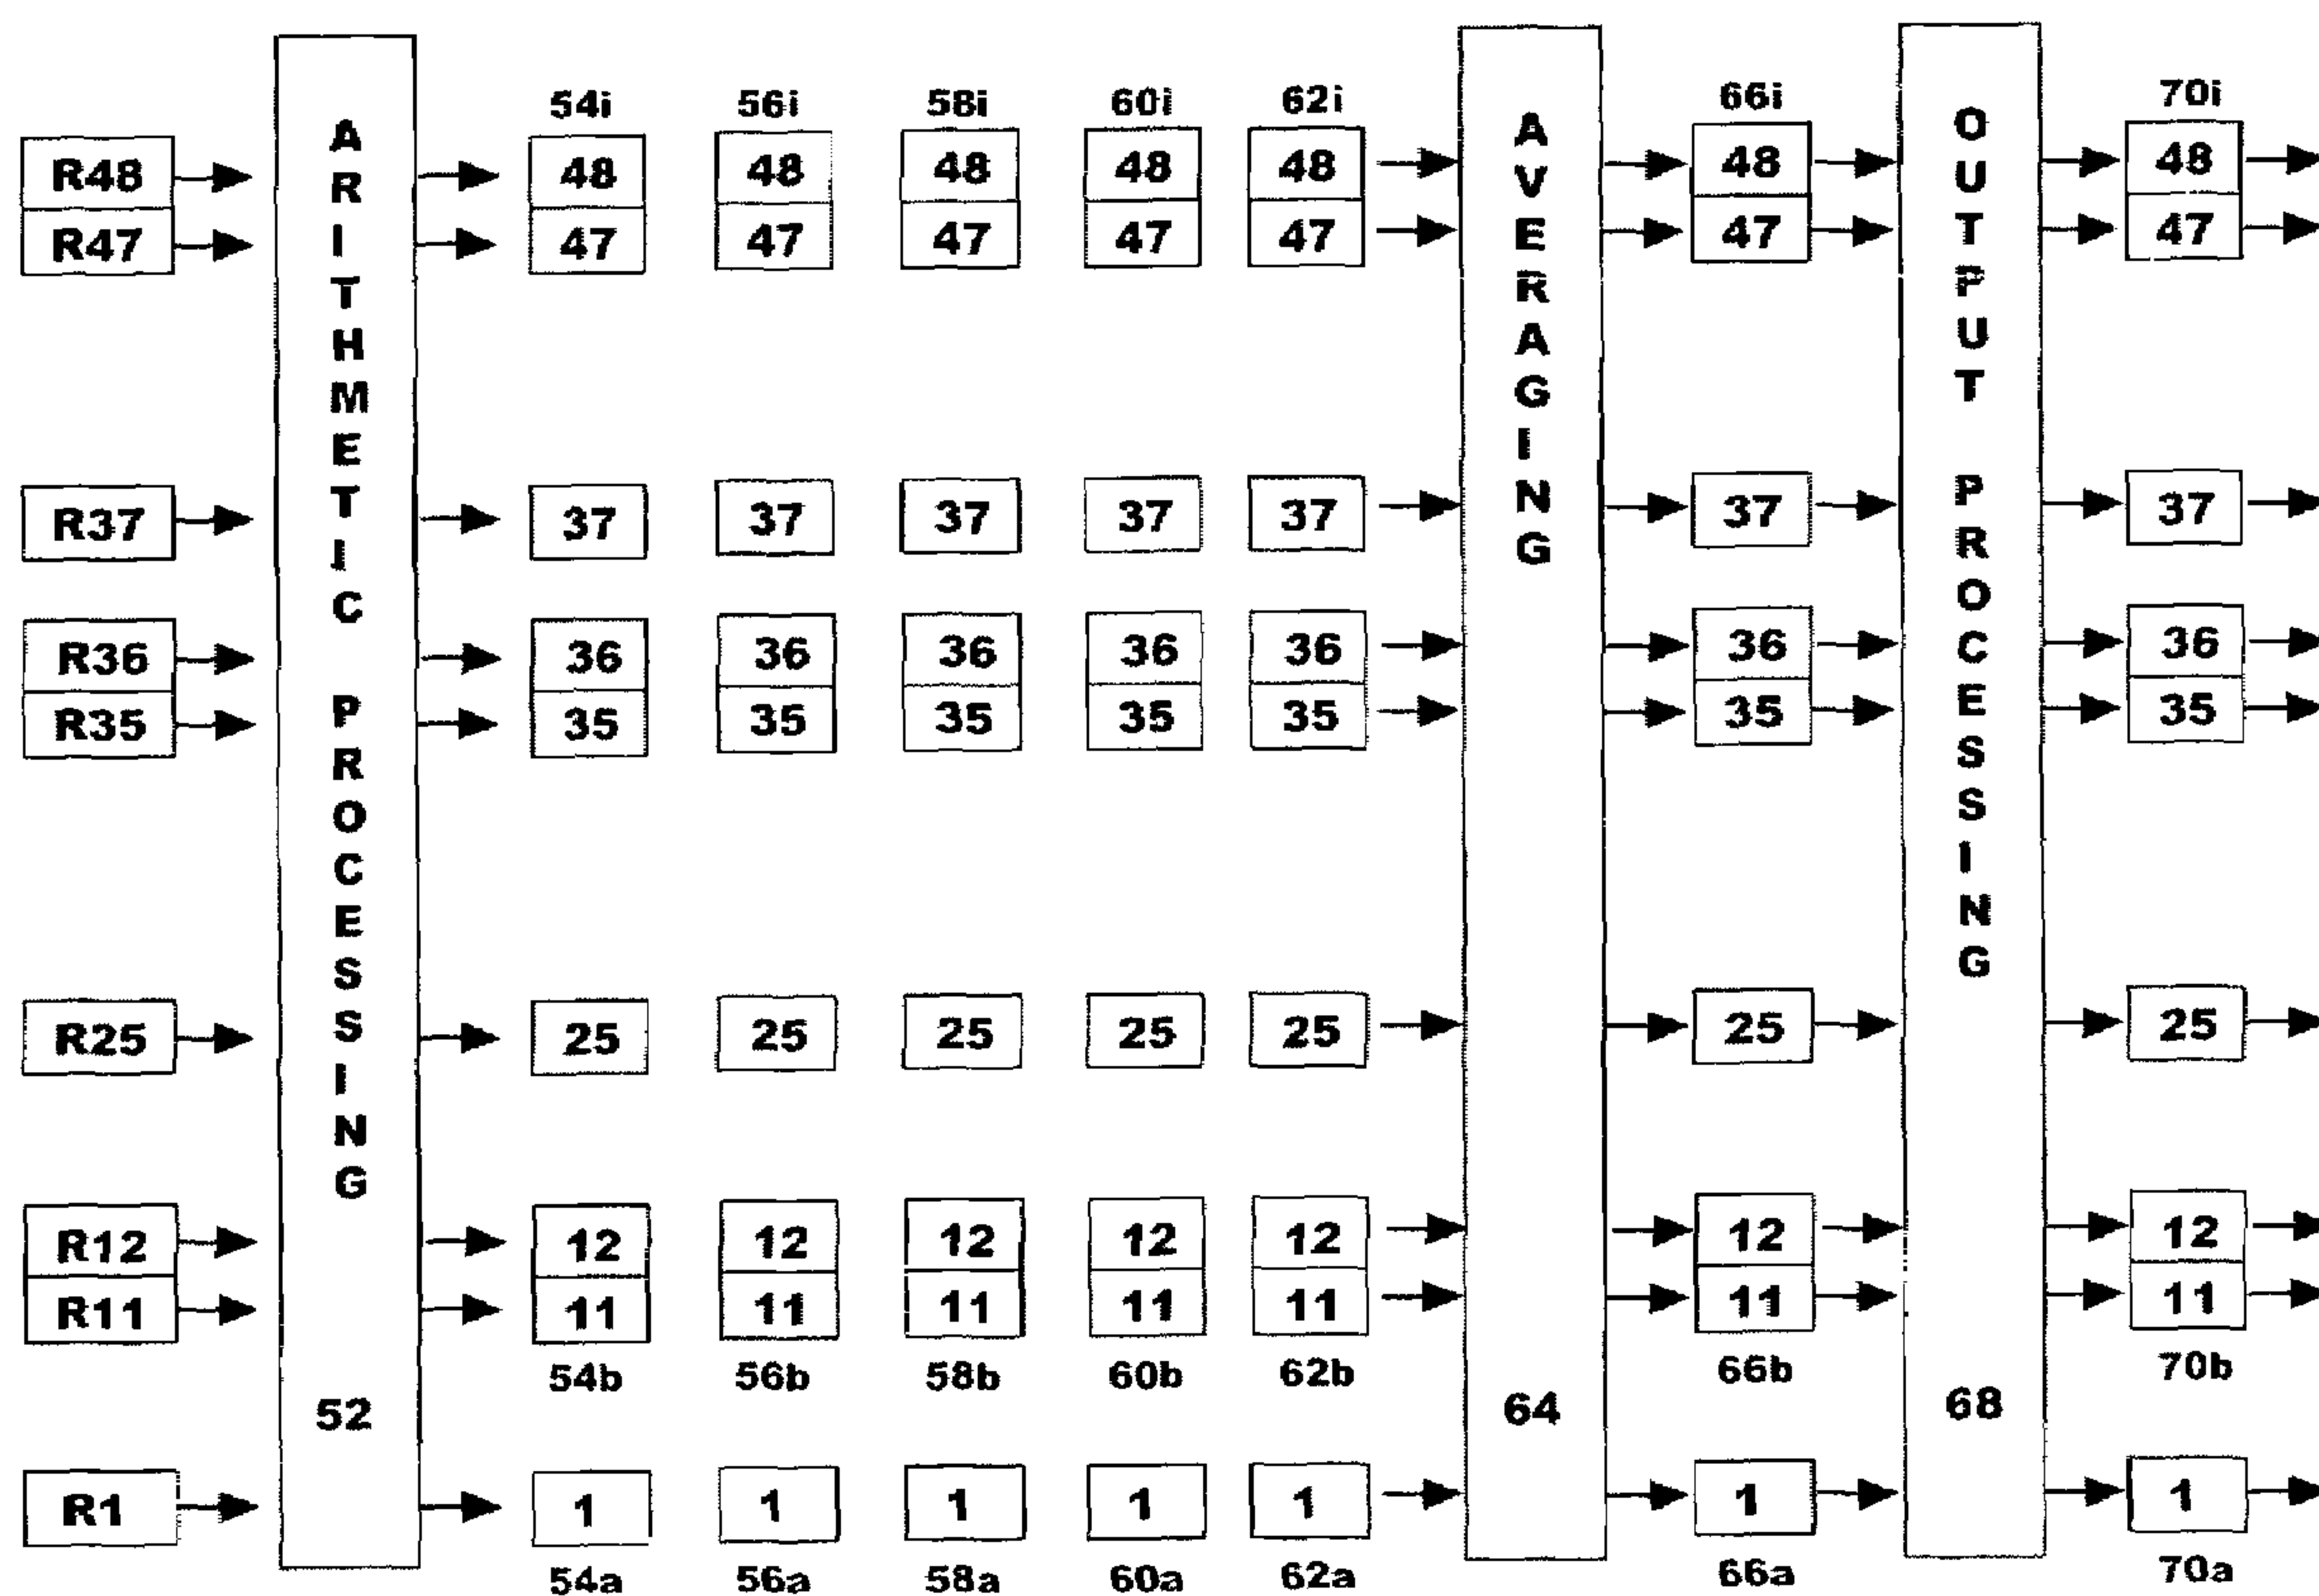 54i 56i 58i 60i 62i 66i 70i
R48 48 48 48 48 48 48 48
R47 47 47 47 47 47 47 47
R37 37 37 37 37 37 37 37
R36 36 36 36 36 36 36 36
R35 35 35 35 35 35 35 35
R25 25 25 25 25 25 25 25
R12 12 12 12 12 12 12 12
R11 11 11 11 11 11 11 11
54b 56b 58b 60b 62b 66b 70b
R1 1 1 1 1 1 1 1
54a 56a 58a 60a 62a 66a 70a
ARITHMETIC PROCESSING
52
AVERAGING
64
OUTPUT PROCESSING
68